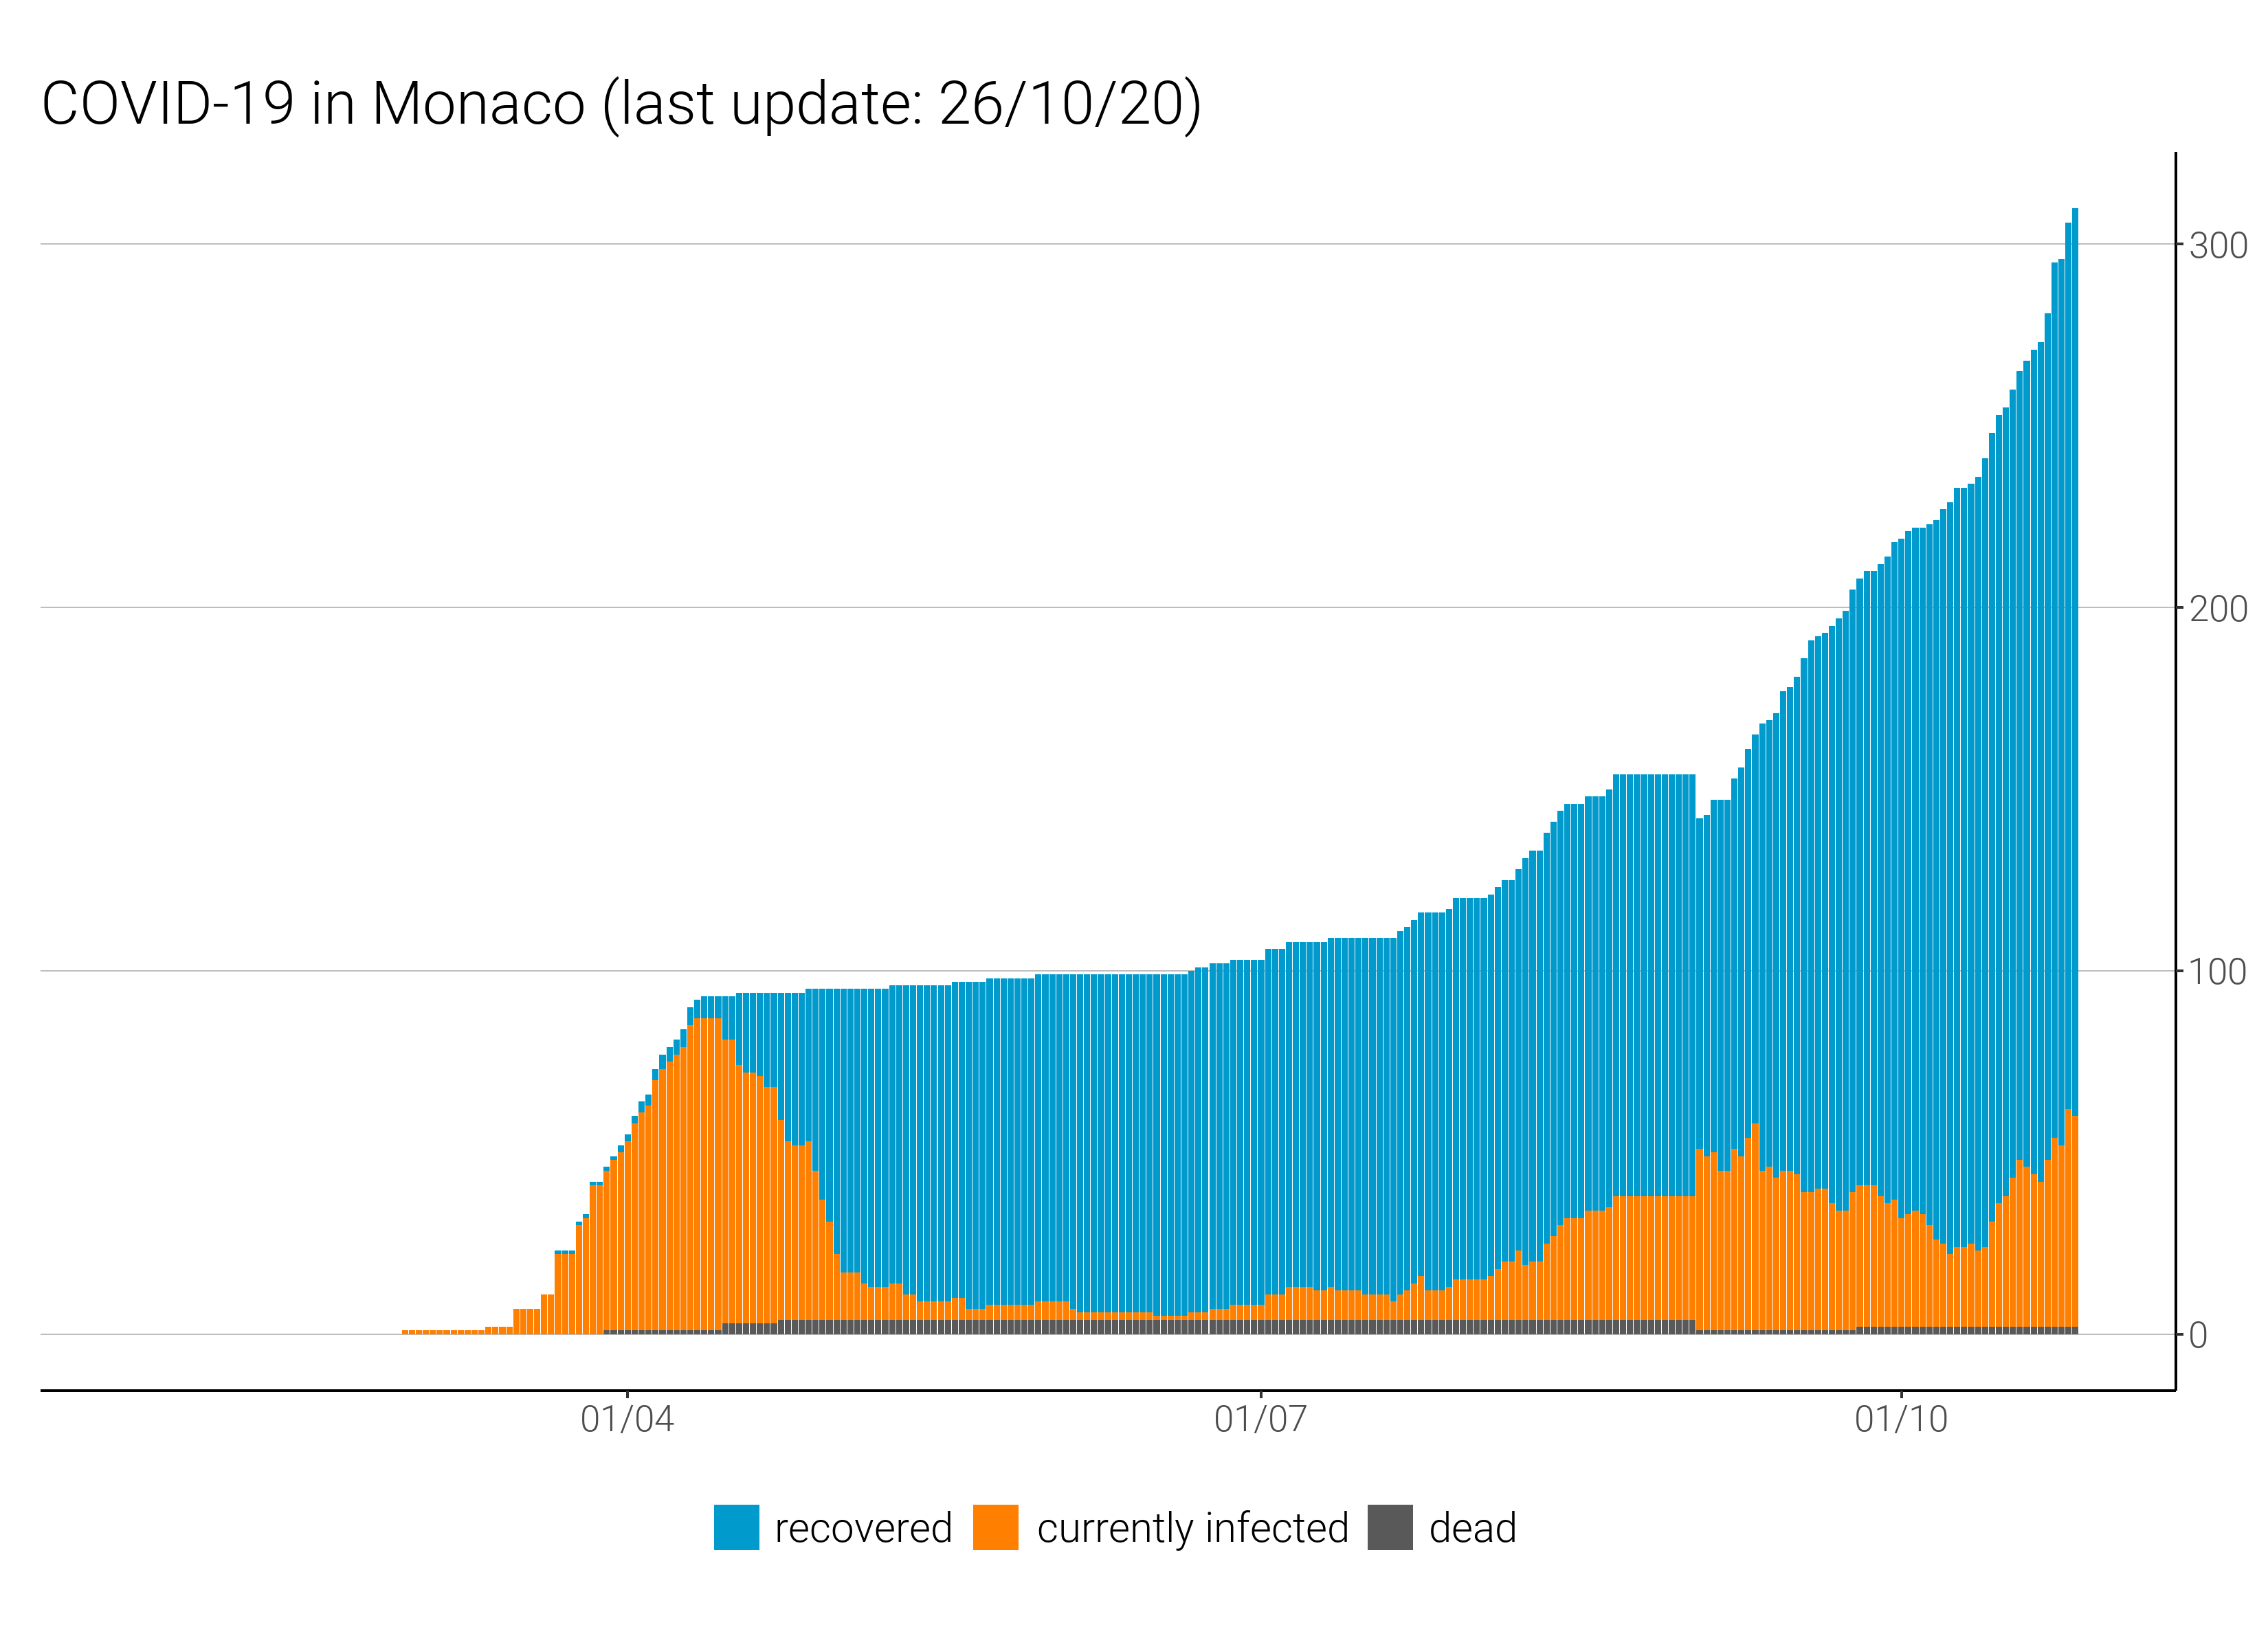 COVID-19 in Monaco (last update: 26/10/20)
300
200
100
0
01/04 01/07 01/10
recovered currently infected dead